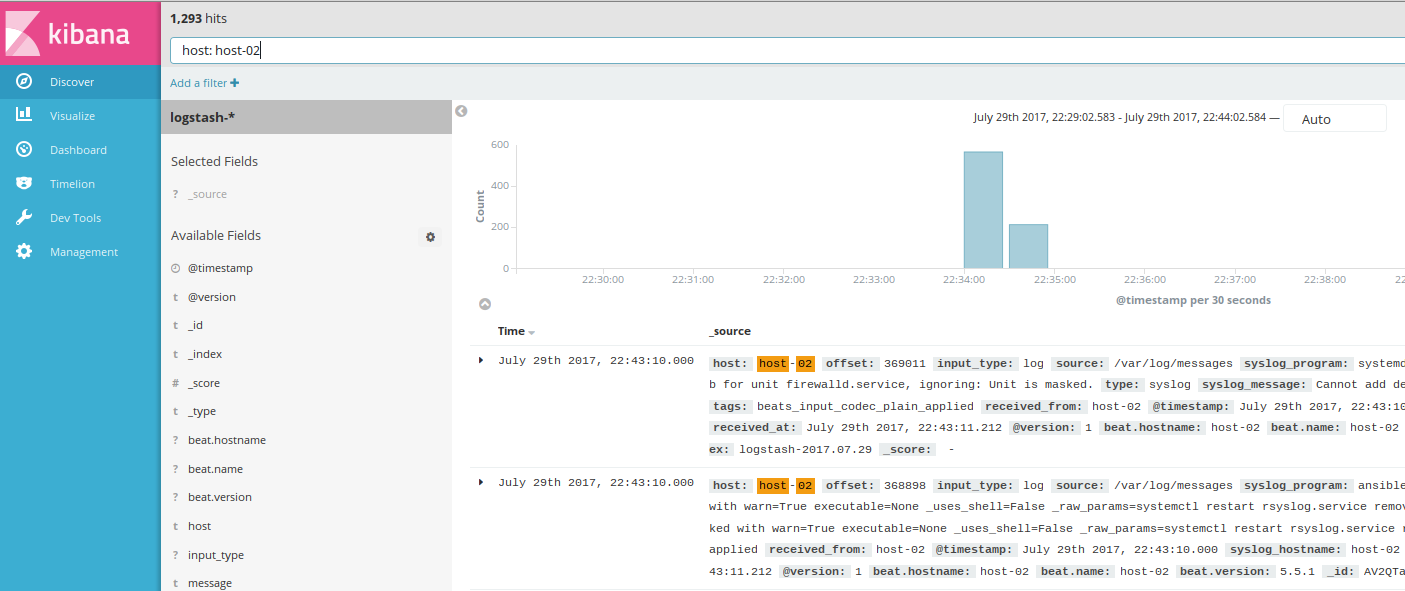 kibana
Discover
Visualize
Dashboard
Timelion
Dev Tools
Management
1,293 hits
host: host-02
Add a filter +
logstash-*
Selected Fields
? _source
Available Fields
@timestamp
t @version
t _id
t _index
# _score
t _type
? beat.hostname
? beat.name
? beat.version
t host
? input_type
t message
July 29th 2017, 22:29:02.583 - July 29th 2017, 22:44:02.584 —
Auto
600
400
200
0
Count
22:30:00 22:31:00 22:32:00 22:33:00 22:34:00 22:35:00 22:36:00 22:37:00 22:38:00 22
@timestamp per 30 seconds
Time _source
July 29th 2017, 22:43:10.000 host: host-02 offset: 369011 input_type: log source: /var/log/messages syslog_program: systemd
b for unit firewalld.service, ignoring: Unit is masked. type: syslog syslog_message: Cannot add de
tags: beats_input_codec_plain_applied received_from: host-02 @timestamp: July 29th 2017, 22:43:10
received_at: July 29th 2017, 22:43:11.212 @version: 1 beat.hostname: host-02 beat.name: host-02
ex: logstash-2017.07.29 _score: -
July 29th 2017, 22:43:10.000 host: host-02 offset: 368898 input_type: log source: /var/log/messages syslog_program: ansible
with warn=True executable=None _uses_shell=False _raw_params=systemctl restart rsyslog.service remov
ked with warn=True executable=None _uses_shell=False _raw_params=systemctl restart rsyslog.service r
applied received_from: host-02 @timestamp: July 29th 2017, 22:43:10.000 syslog_hostname: host-02
43:11.212 @version: 1 beat.hostname: host-02 beat.name: host-02 beat.version: 5.5.1 _id: AV2QTa